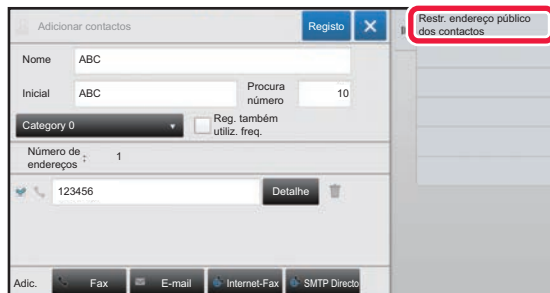 Adicionar contactos
Registo
Restr. endereço público
dos contactos
Nome
ABC
Inicial
ABC
Procura
número
10
Category 0
Reg. também
utiliz. freq.
Número de
endereços
:
1
123456
Detalhe
Adic.
Fax
E-mail
Internet-Fax
SMTP Directo